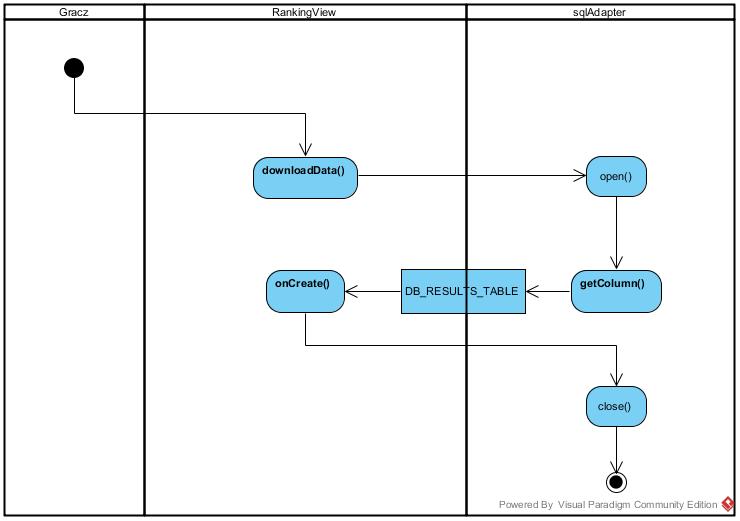 Gracz
RankingView
sqlAdapter
downloadData()
open()
onCreate()
DB_RESULTS_TABLE
getColumn()
close()
Powered By Visual Paradigm Community Edition